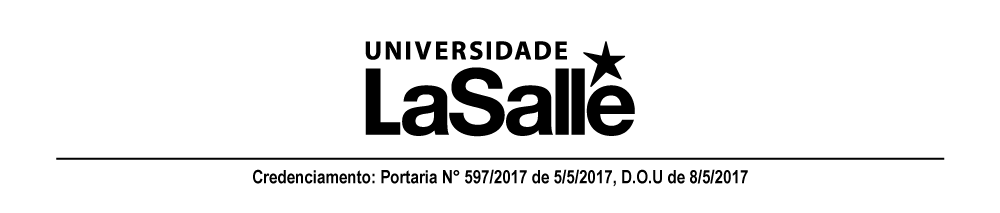 UNIVERSIDADE
LaSalle
Credenciamento: Portaria N° 597/2017 de 5/5/2017, D.O.U de 8/5/2017